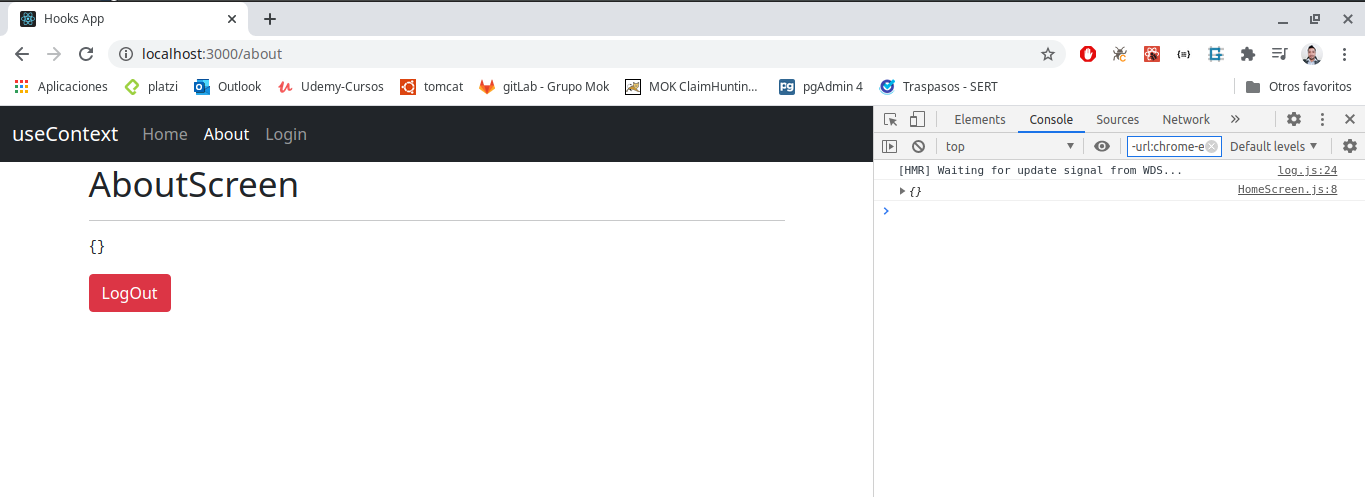 Hooks App
localhost:3000/about
Aplicaciones platzi Outlook Udemy-Cursos tomcat gitLab - Grupo Mok MOK ClaimHuntin... pgAdmin 4 Traspasos - SERT Otros favoritos
useContext Home About Login
AboutScreen
{}
LogOut
Elements Console Sources Network
top -url:chrome-e Default levels
[HMR] Waiting for update signal from WDS... log.js:24
{} HomeScreen.js:8